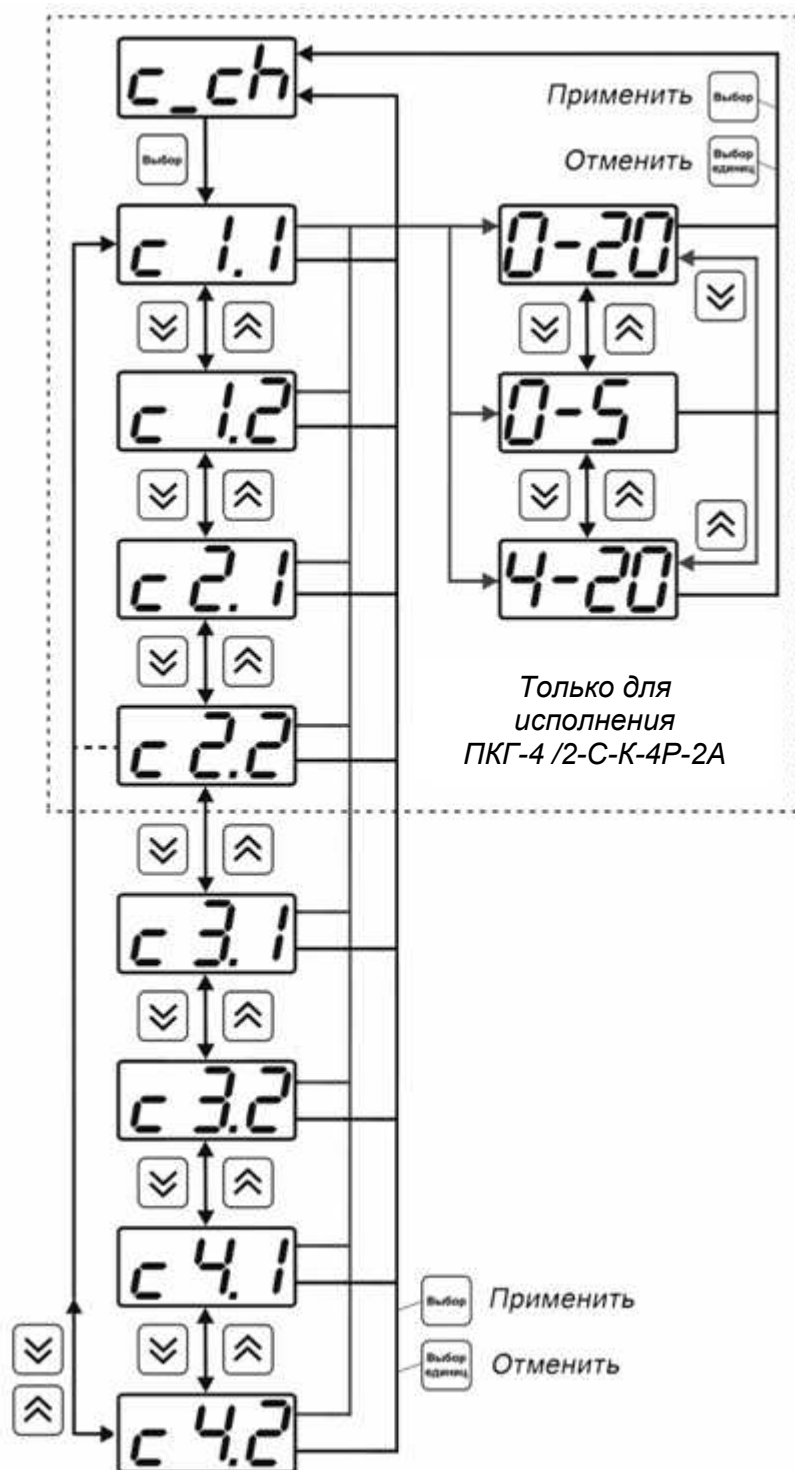 c_ch
Применить
Выбор
Отменить
Выбор
единиц
Выбор
c 1.1
0-20
c 1.2
0-5
c 2.1
4-20
Только для
исполнения
ПКГ-4 /2-С-К-4Р-2А
c 2.2
c 3.1
c 3.2
c 4.1
Выбор
Применить
Выбор
единиц
Отменить
c 4.2